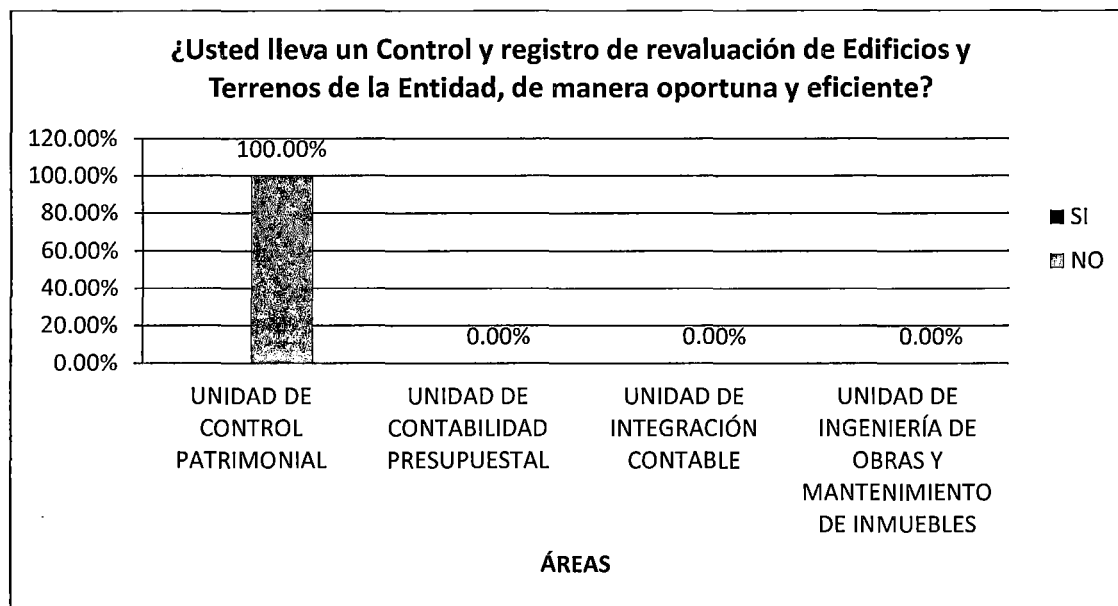 ¿Usted lleva un Control y registro de revaluación de Edificios y
Terrenos de la Entidad, de manera oportuna y eficiente?
120.00%
100.00%
80.00%
60.00%
40.00%
20.00%
0.00%
100.00%
0.00%
0.00%
0.00%
SI
NO
UNIDAD DE
CONTROL
PATRIMONIAL
UNIDAD DE
CONTABILIDAD
PRESUPUESTAL
UNIDAD DE
INTEGRACIÓN
CONTABLE
UNIDAD DE
INGENIERÍA DE
OBRAS Y
MANTENIMIENTO
DE INMUEBLES
ÁREAS